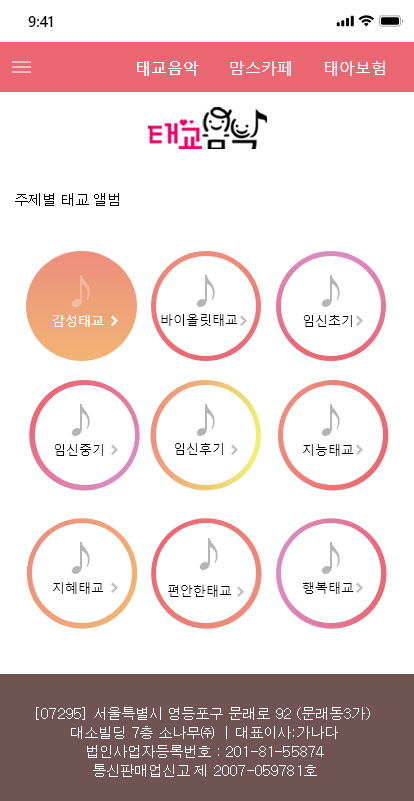 9:41
태교음악 맘스카페 태아보험
태교음악
주제별 태교 앨범
감성태교 바이올릿태교 임신초기
임신중기 임신후기 지능태교
지혜태교 편안한태교 행복태교
[07295] 서울특별시 영등포구 문래로 92 (문래동3가)
대소빌딩 7층 소나무㈜ | 대표이사:가나다
법인사업자등록번호 : 201-81-55874
통신판매업신고 제 2007-059781호